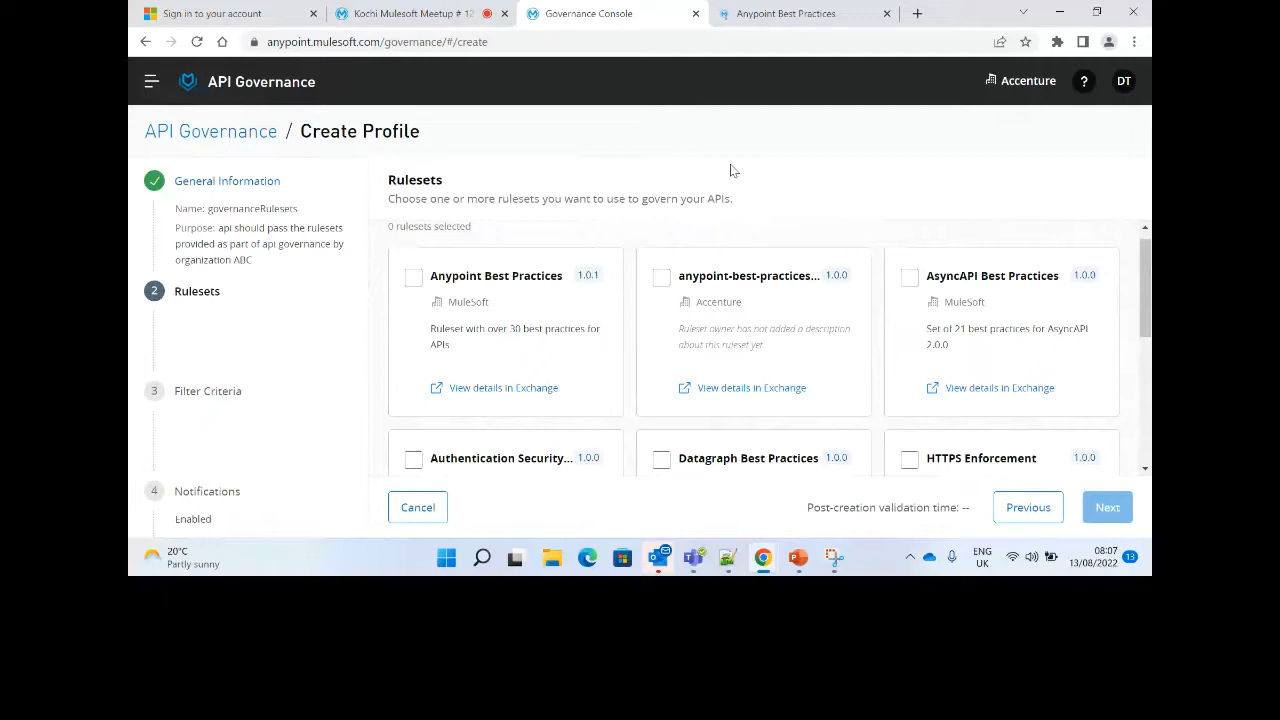 Sign in to your account
Kochi Mulesoft Meetup # 12
Governance Console
Anypoint Best Practices
anypoint.mulesoft.com/governance/#/create
API Governance
Accenture
?
DT
API Governance / Create Profile
General Information
Name: governanceRulesets
Purpose: api should pass the rulesets
provided as part of api governance by
organization ABC
2
Rulesets
3
Filter Criteria
4
Notifications
Enabled
Rulesets
Choose one or more rulesets you want to use to govern your APIs.
0 rulesets selected
Anypoint Best Practices
1.0.1
MuleSoft
Ruleset with over 30 best practices for
APIs
View details in Exchange
anypoint-best-practices...
1.0.0
Accenture
Ruleset owner has not added a description
about this ruleset yet
View details in Exchange
AsyncAPI Best Practices
1.0.0
MuleSoft
Set of 21 best practices for AsyncAPI
2.0.0
View details in Exchange
Authentication Security...
1.0.0
Datagraph Best Practices
1.0.0
HTTPS Enforcement
1.0.0
Cancel
Post-creation validation time: --
Previous
Next
20°C
Partly sunny
ENG
UK
08:07
13/08/2022
13